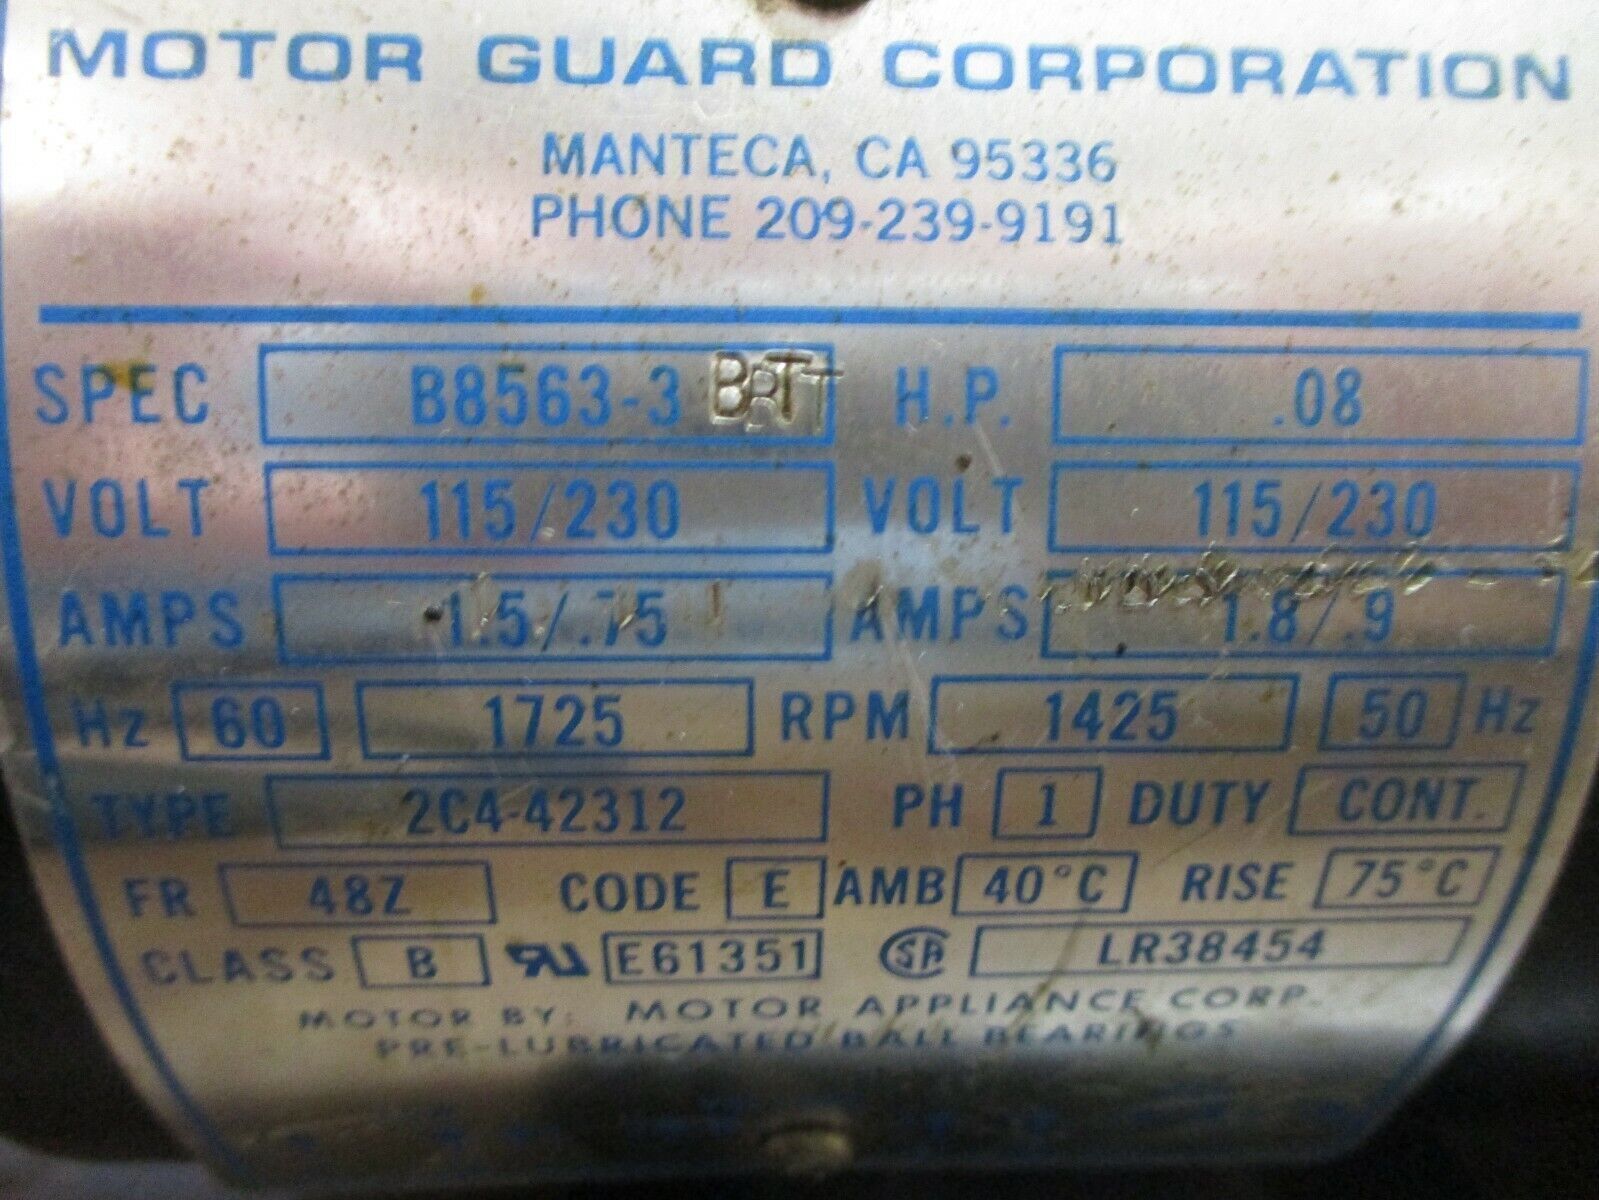 MOTOR GUARD CORPORATION
MANTECA, CA 95336
PHONE 209-239-9191
SPEC B8563-3 BRTT H.P. .08
VOLT 115/230 VOLT 115/230
AMPS 1.5/.75 AMPS 1.8/.9
Hz 60 1725 RPM 1425 50 Hz
TYPE 2C4-42312 PH 1 DUTY CONT.
FR 48Z CODE E AMB 40°C RISE 75°C
CLASS B RU E61351 SA LR38454
MOTOR BY: MOTOR APPLIANCE CORP.
PRE-LUBRICATED BALL BEARINGS